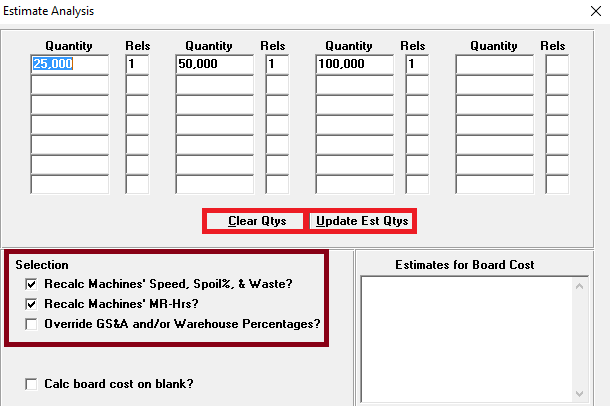 Estimate Analysis
Quantity Rels Quantity Rels Quantity Rels Quantity Rels
25,000 1 50,000 1 100,000 1
Clear Qtys Update Est Qtys
Selection
Recalc Machines' Speed, Spoil%, & Waste?
Recalc Machines' MR-Hrs?
Override GS&A and/or Warehouse Percentages?
Calc board cost on blank?
Estimates for Board Cost